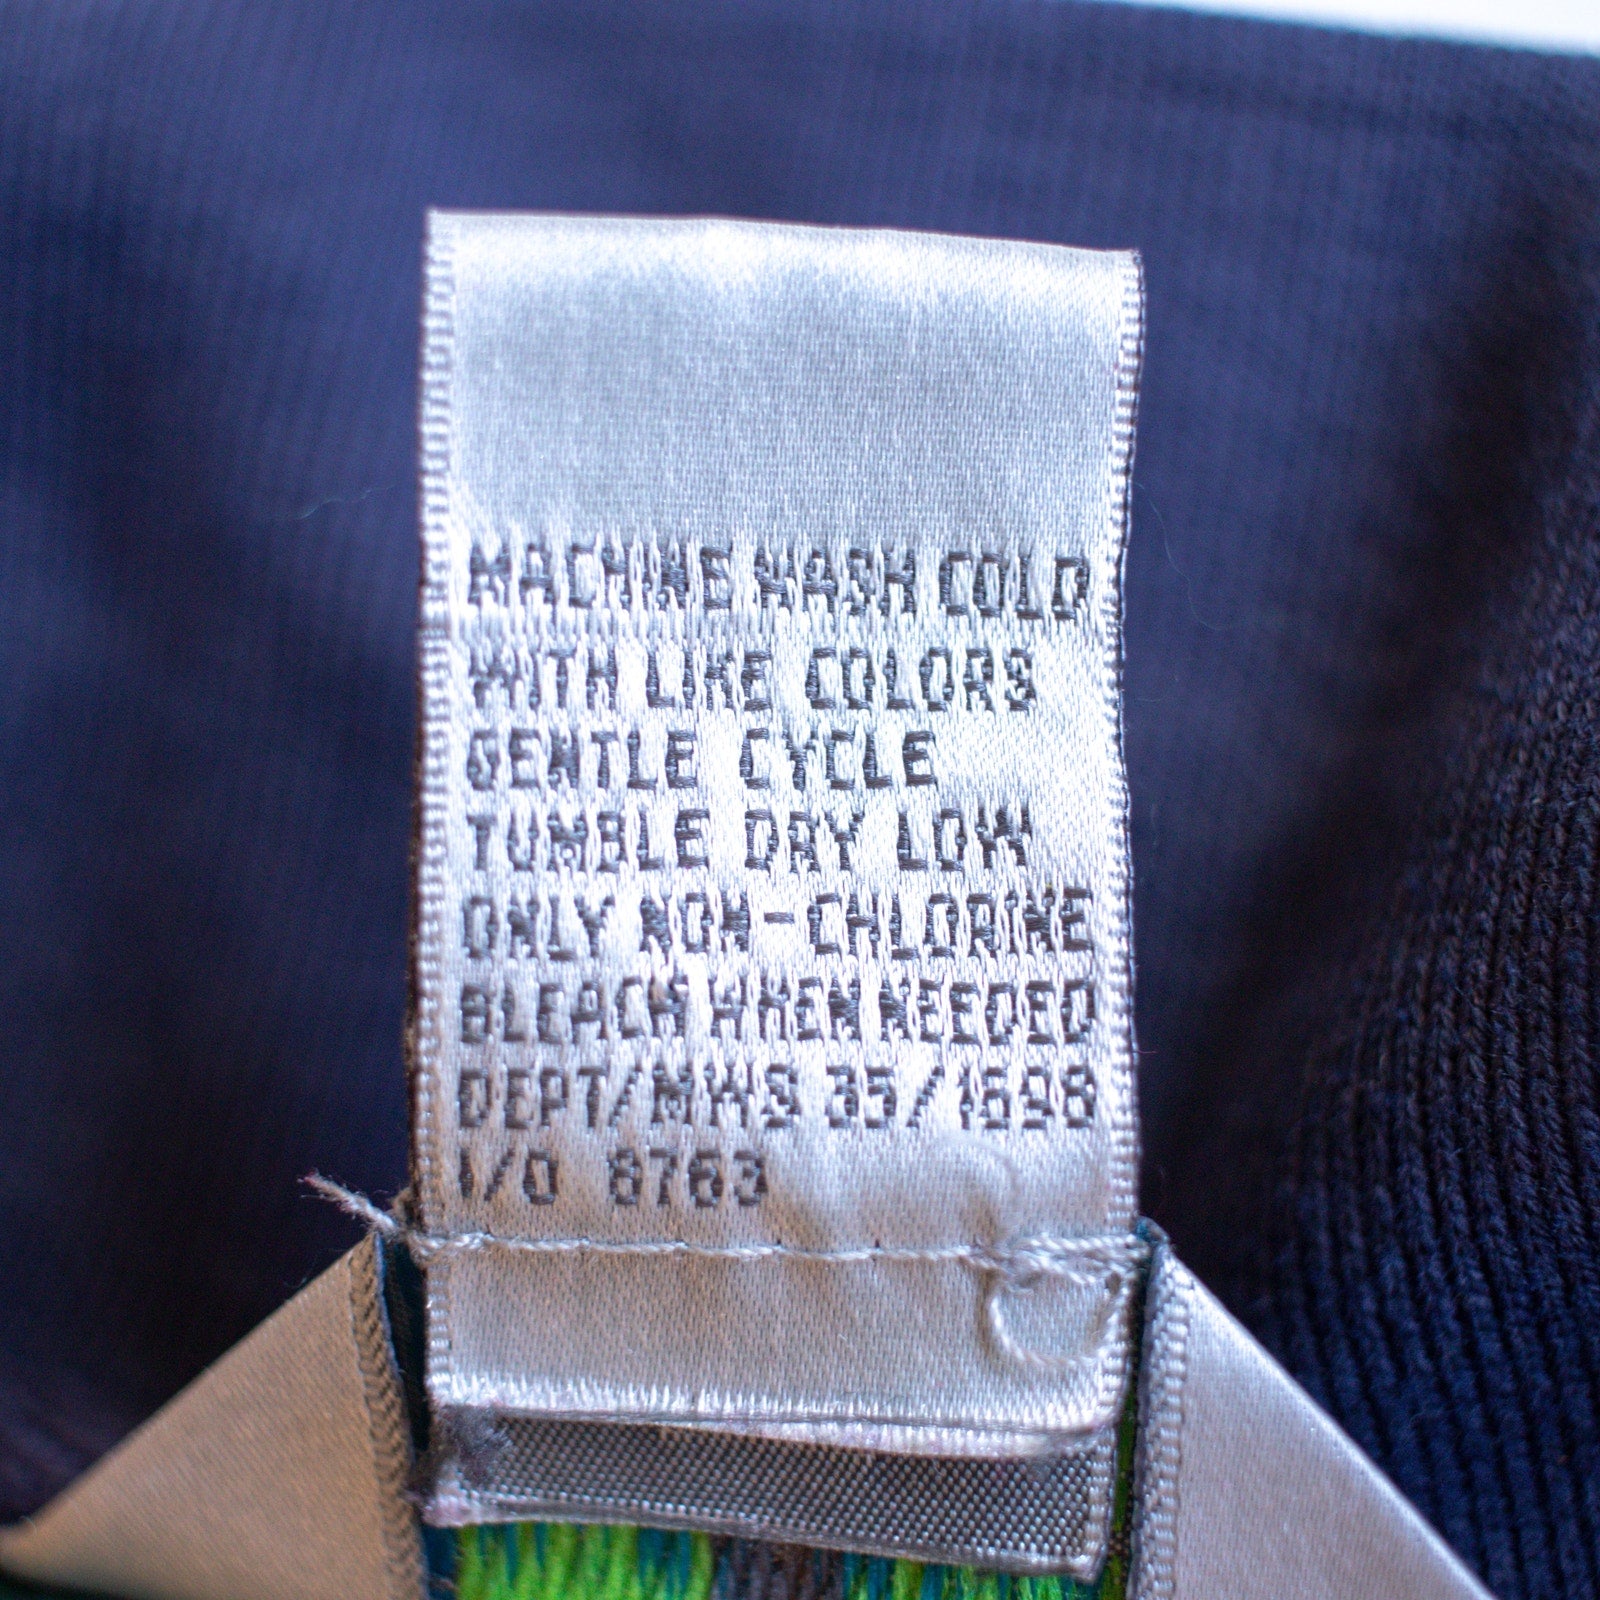 MACHINE WASH COLD
WITH LIKE COLORS
GENTLE CYCLE
TUMBLE DRY LOW
ONLY NON-CHLORINE
BLEACH WHEN NEEDED
DEPT/MWS 35/1598
I/O 8763